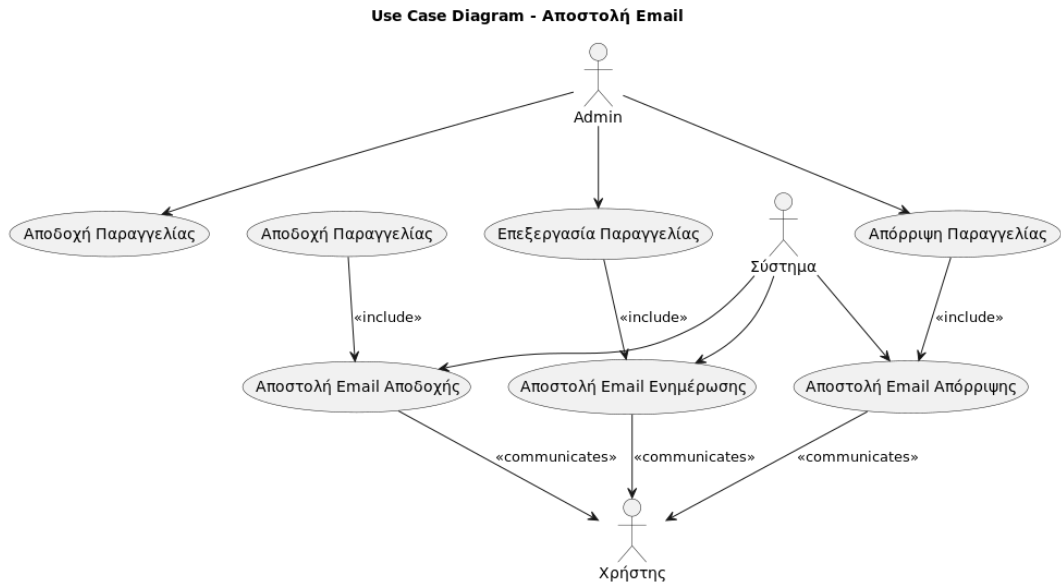 Use Case Diagram - Αποστολή Email
Admin
Αποδοχή Παραγγελίας
Αποδοχή Παραγγελίας
Επεξεργασία Παραγγελίας
Σύστημα
Απόρριψη Παραγγελίας
«include»
«include»
«include»
Αποστολή Email Αποδοχής
Αποστολή Email Ενημέρωσης
Αποστολή Email Απόρριψης
«communicates»
«communicates»
«communicates»
Χρήστης